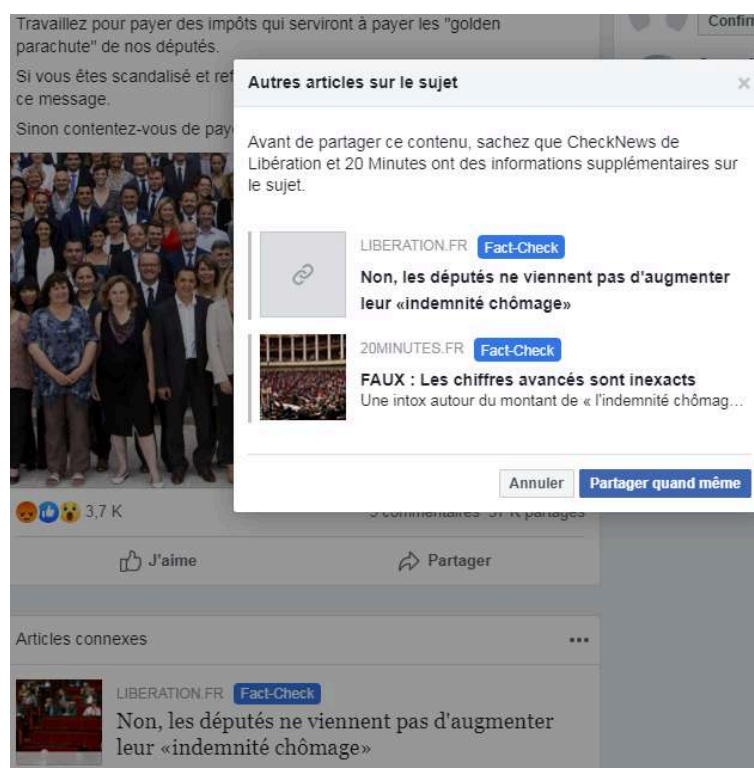 Travaillez pour payer des impôts qui serviront à payer les "golden
parachute" de nos députés.
Si vous êtes scandalisé et ref
ce message.
Sinon contentez-vous de pay
Confirm
Autres articles sur le sujet
Avant de partager ce contenu, sachez que CheckNews de
Libération et 20 Minutes ont des informations supplémentaires sur
le sujet.
LIBERATION.FR Fact-Check
Non, les députés ne viennent pas d'augmenter
leur «indemnité chômage»
20MINUTES.FR Fact-Check
FAUX : Les chiffres avancés sont inexacts
Une intox autour du montant de « l'indemnité chômag...
Annuler Partager quand même
3,7 K
commentaires K partages
J'aime Partager
Articles connexes
LIBERATION.FR Fact-Check
Non, les députés ne viennent pas d'augmenter
leur «indemnité chômage»